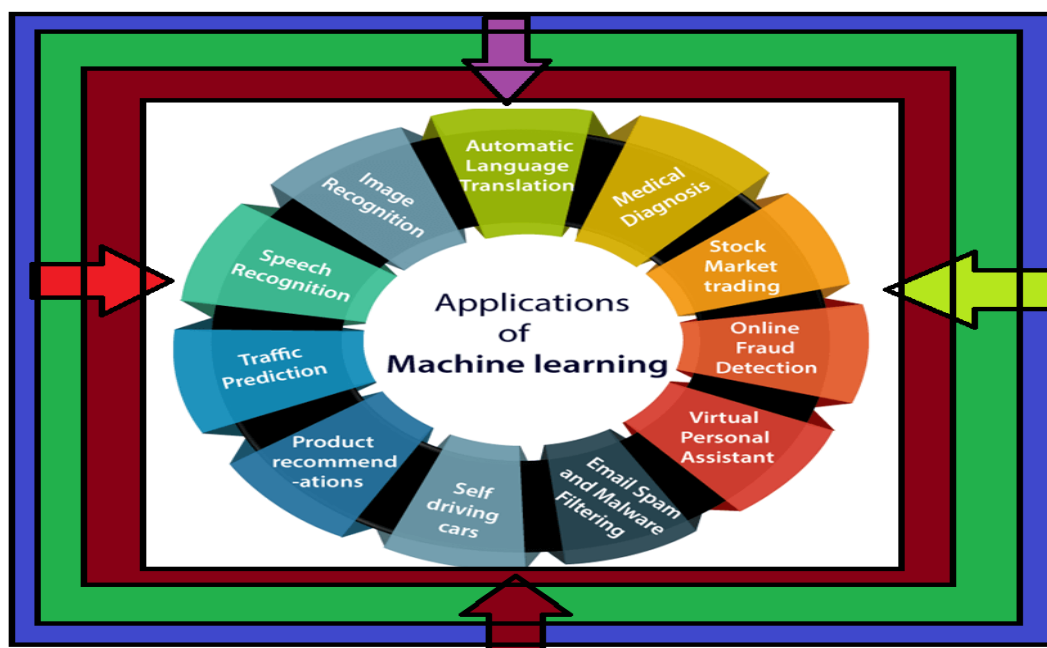 Automatic
Language
Translation
Medical
Diagnosis
Stock
Market
trading
Online
Fraud
Detection
Virtual
Personal
Assistant
Email Spam
and Malware
Filtering
Self
driving
cars
Product
recommend
-ations
Traffic
Prediction
Speech
Recognition
Image
Recognition
Applications
of
Machine learning